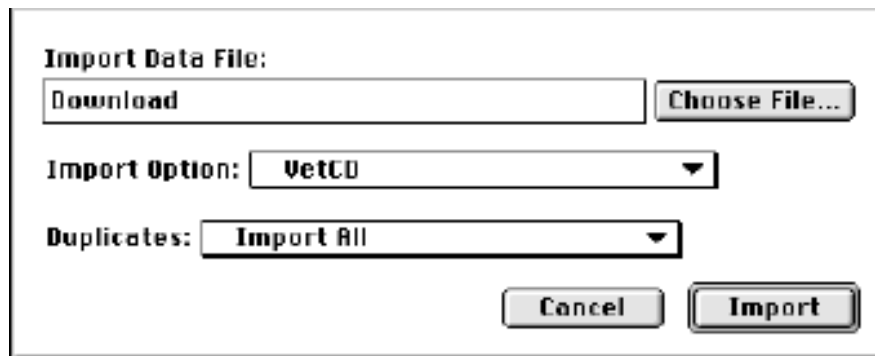 Import Data File:
Download Choose File...
Import Option: VetCD
Duplicates: Import All
Cancel Import